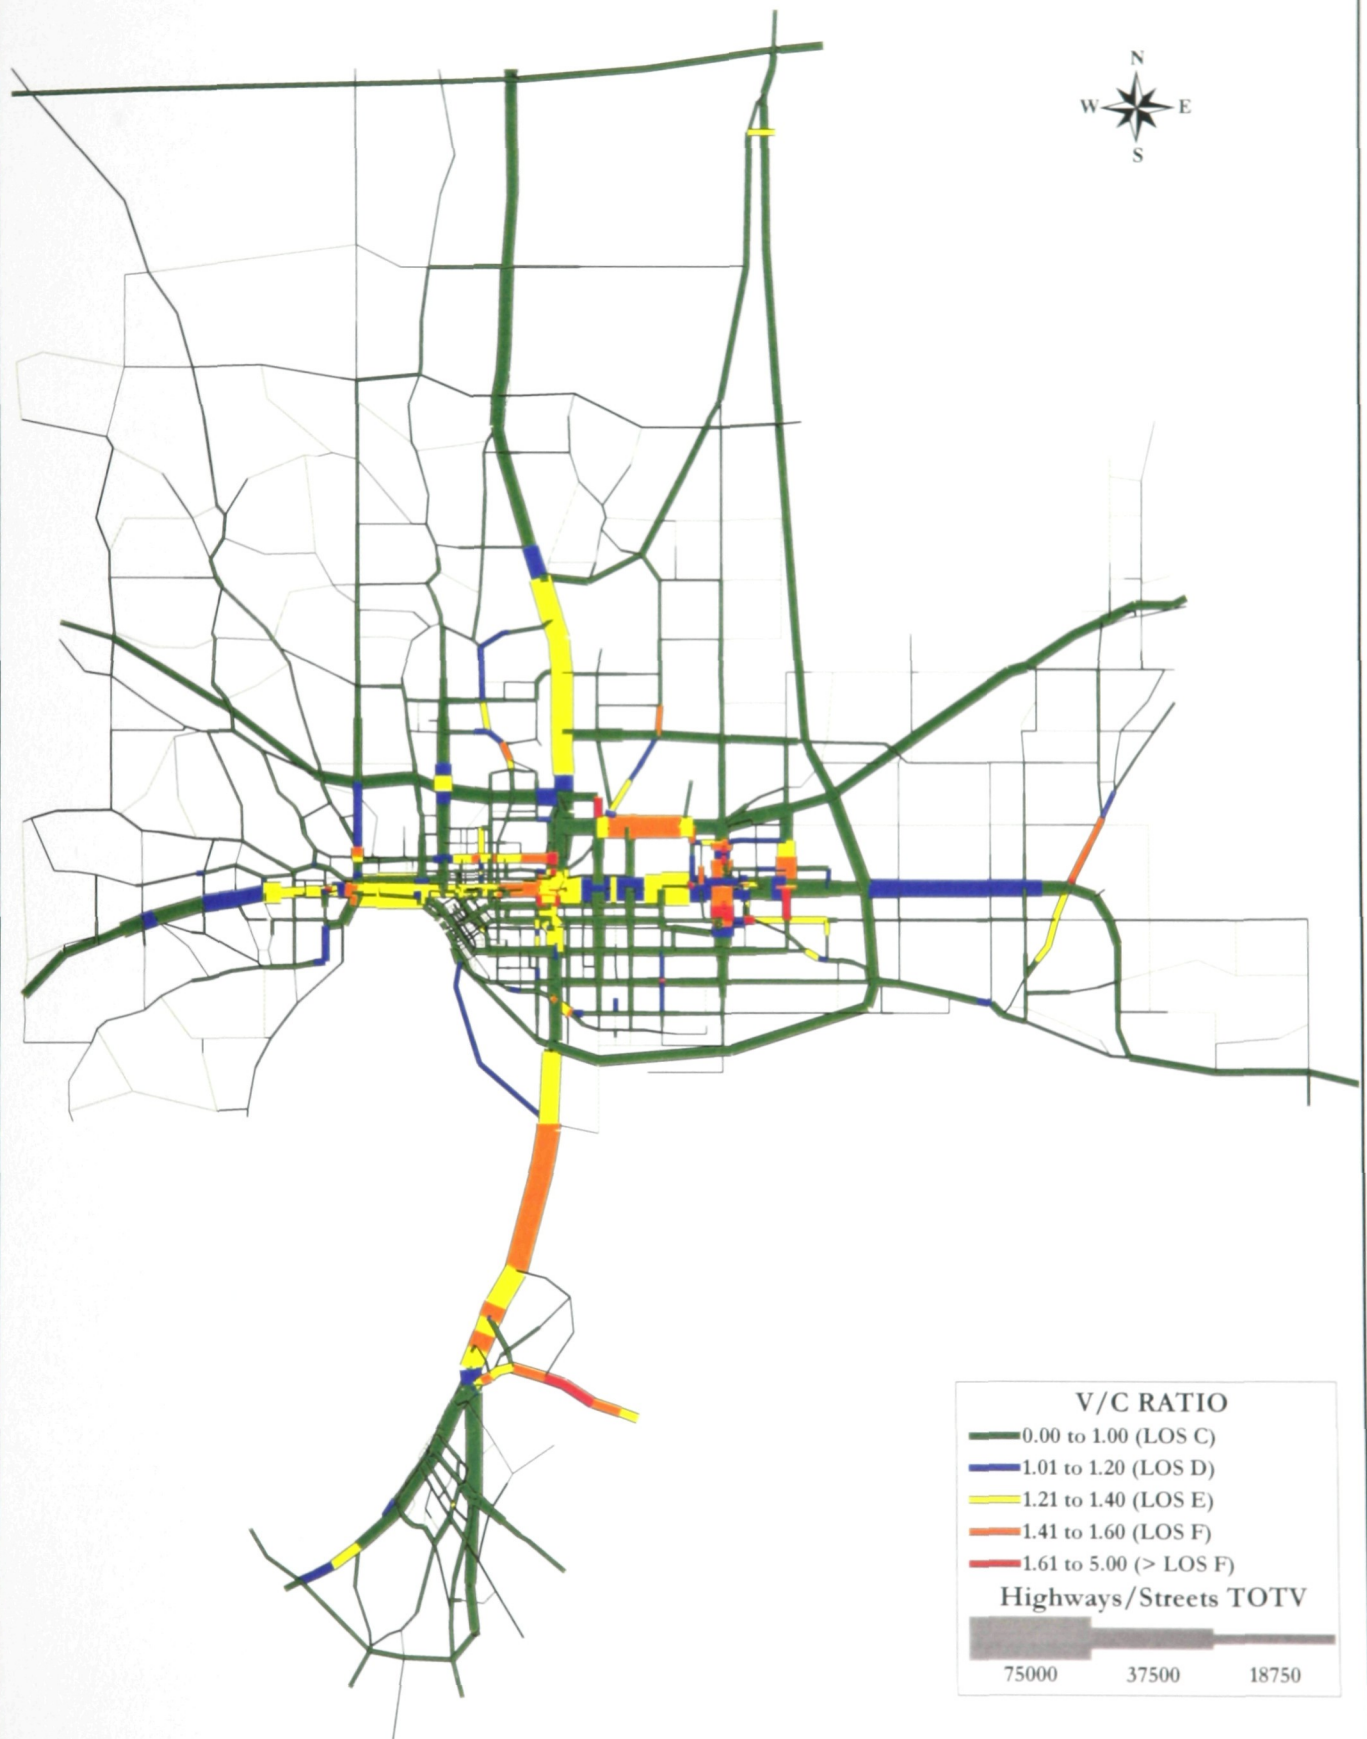 N
W E
S
V/C RATIO
0.00 to 1.00 (LOS C)
1.01 to 1.20 (LOS D)
1.21 to 1.40 (LOS E)
1.41 to 1.60 (LOS F)
1.61 to 5.00 (> LOS F)
Highways/Streets TOTV
75000 37500 18750